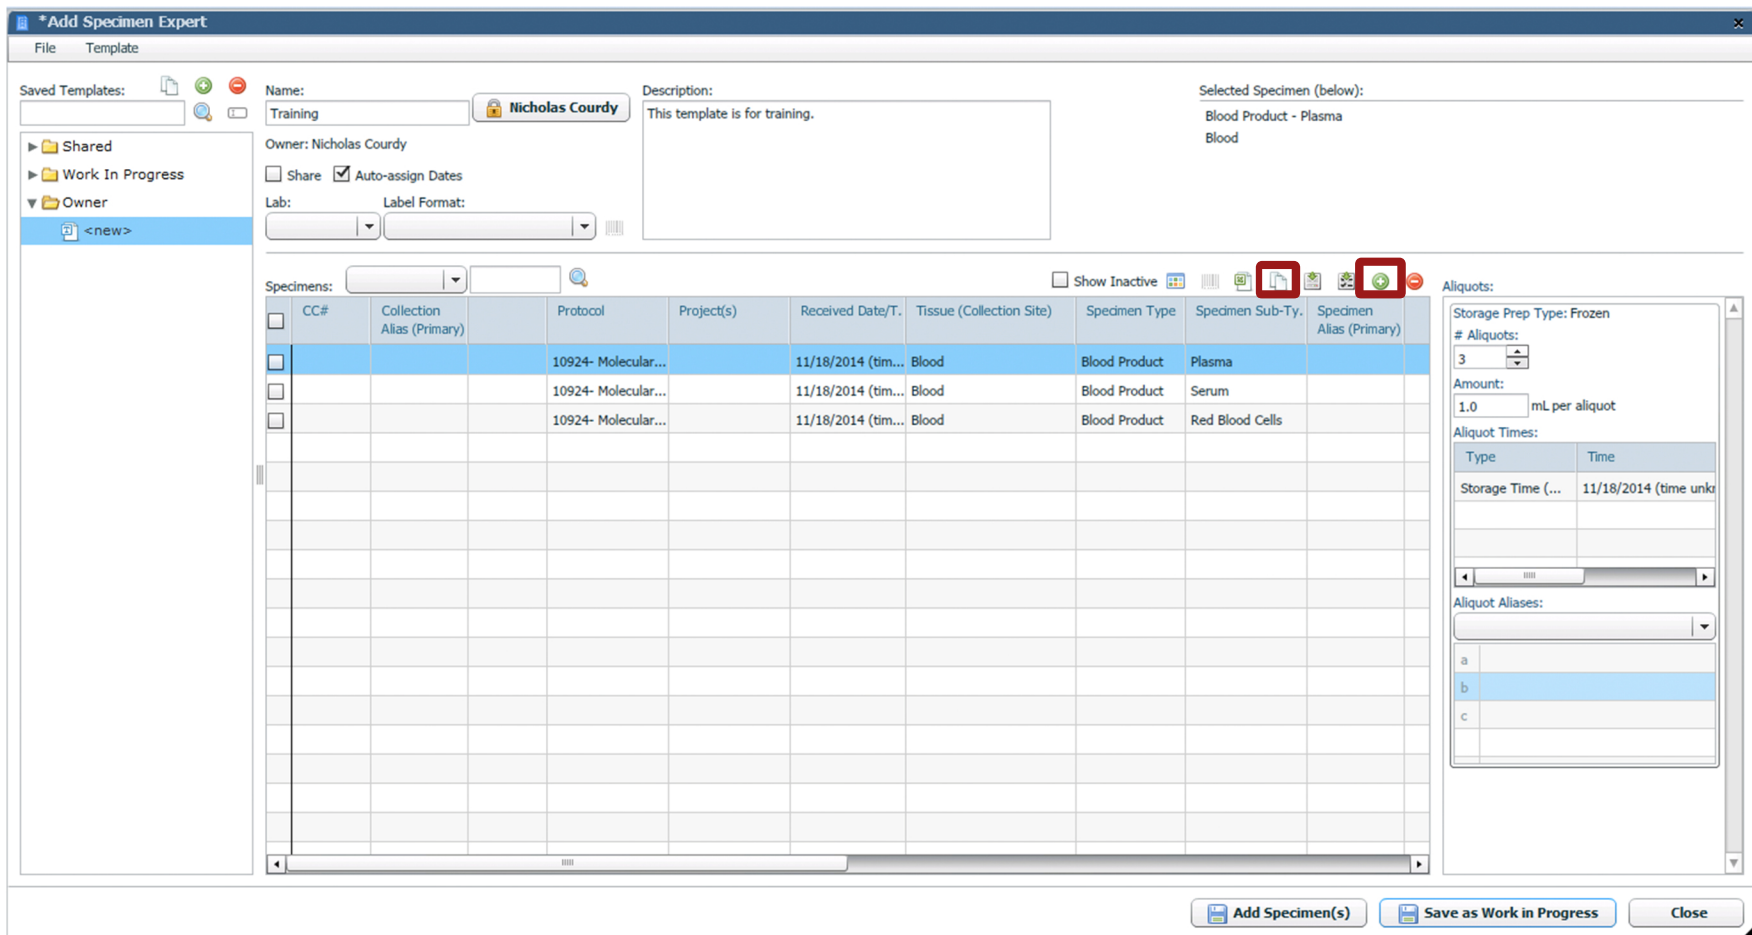 *Add Specimen Expert
File Template
Saved Templates:
Shared
Work In Progress
Owner
<new>
Name:
Training
Nicholas Courdy
Owner: Nicholas Courdy
Share Auto-assign Dates
Lab: Label Format:
Description:
This template is for training.
Selected Specimen (below):
Blood Product - Plasma
Blood
Specimens:
Show Inactive
CC# Collection Alias (Primary) Protocol Project(s) Received Date/T. Tissue (Collection Site) Specimen Type Specimen Sub-Ty. Specimen Alias (Primary)
10924- Molecular... 11/18/2014 (tim... Blood Blood Product Plasma
10924- Molecular... 11/18/2014 (tim... Blood Blood Product Serum
10924- Molecular... 11/18/2014 (tim... Blood Blood Product Red Blood Cells
Aliquots:
Storage Prep Type: Frozen
# Aliquots:
3
Amount:
1.0 mL per aliquot
Aliquot Times:
Type Time
Storage Time (... 11/18/2014 (time unkn
Aliquot Aliases:
a
b
c
Add Specimen(s) Save as Work in Progress Close